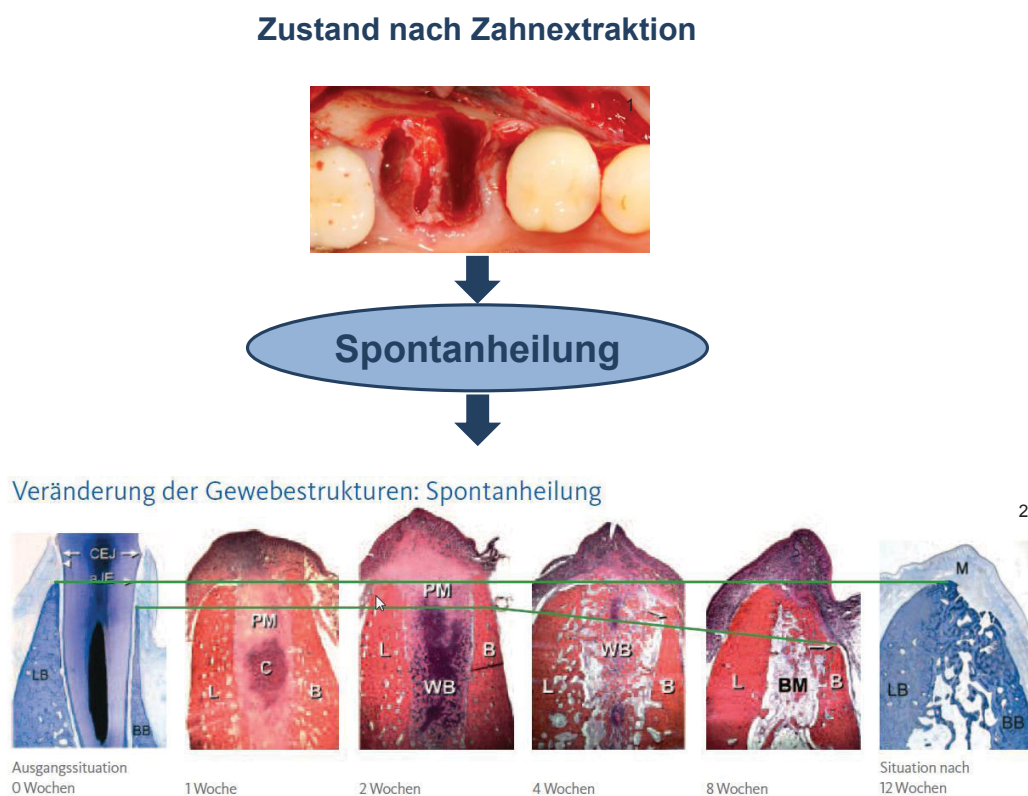 Zustand nach Zahnextraktion
1
Spontanheilung
Veränderung der Gewebestrukturen: Spontanheilung
2
CEJ
aJE
LB
BB
PM
C
L
B
PM
L
B
WB
WB
L
B
L
BM
B
M
LB
BB
Ausgangssituation
0 Wochen
1 Woche
2 Wochen
4 Wochen
8 Wochen
Situation nach
12 Wochen